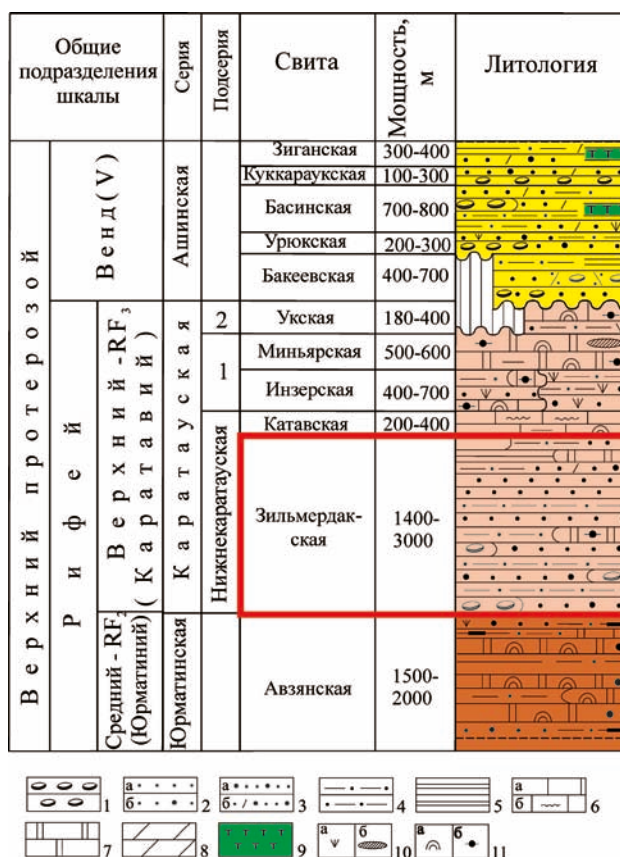 Общие
подразделения
шкалы
Серия
Подсерия
Свита
Мощность,
м
Литология
Верхний протерозой
Венд (V)
Рифей
Верхний - RF3
(Каратавий)
Средний - RF2
(Юрматиний)
Ашинская
Каратауская
Юрматинская
2
1
Нижнекаратауская
Зиганская 300-400
Куккараукская 100-300
Басинская 700-800
Урюкская 200-300
Бакеевская 400-700
Укская 180-400
Миньярская 500-600
Инзерская 400-700
Катавская 200-400
Зильмердак-
ская
1400-
3000
Авзянская
1500-
2000
1 а б 2 а б 3 4 5 а б 6
7 8 9 а б 10 а б 11